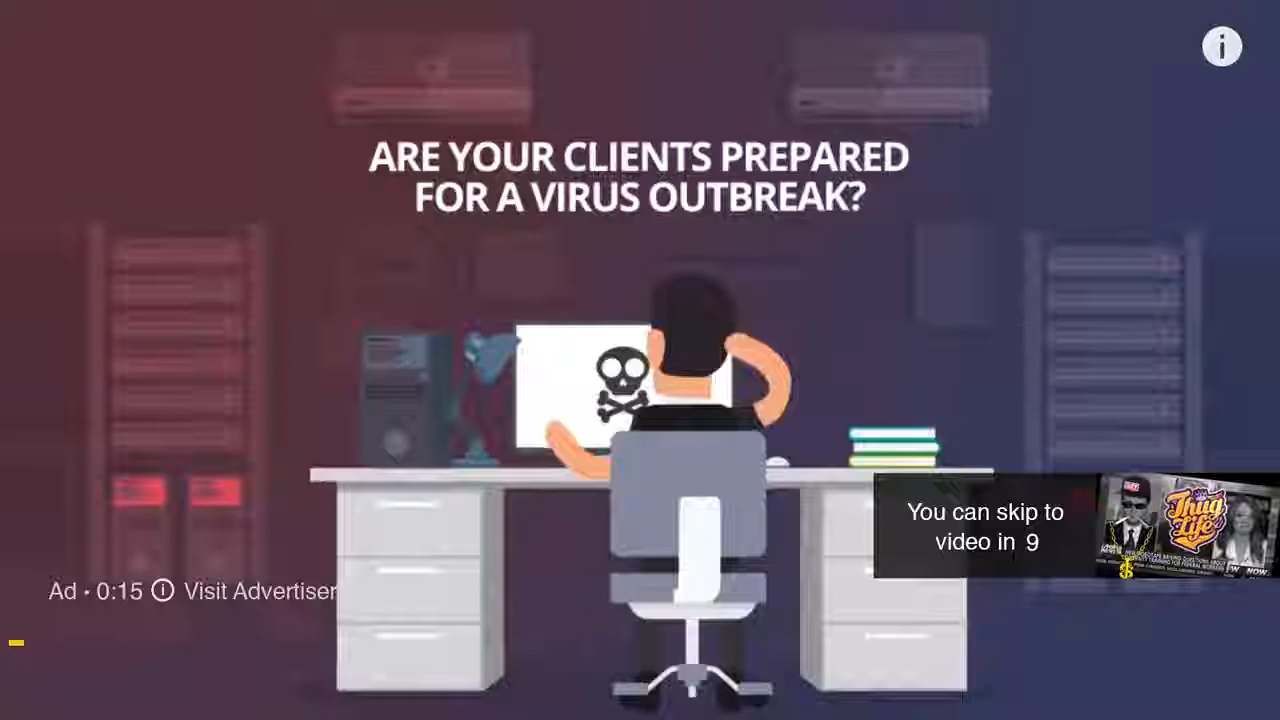 ARE YOUR CLIENTS PREPARED
FOR A VIRUS OUTBREAK?
You can skip to
video in 9
Thug
Life
Ad • 0:15 Visit Advertiser
NOW